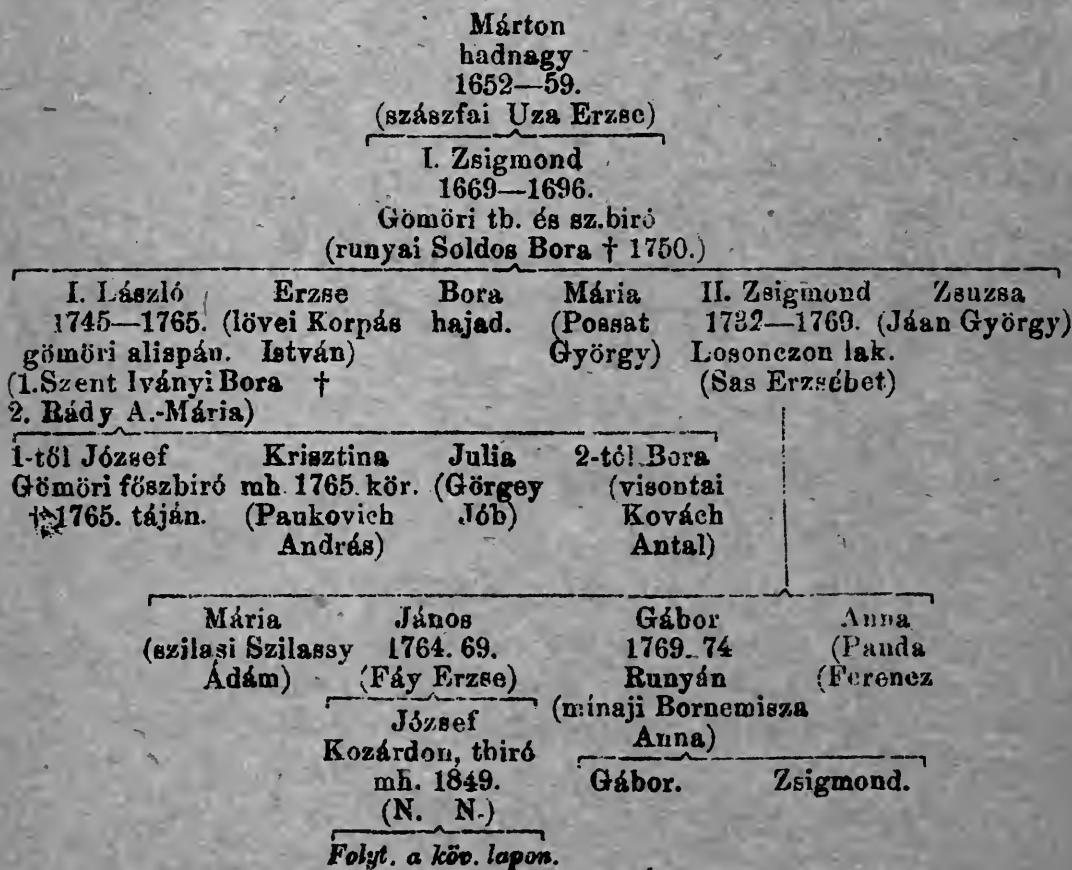 Márton
hadnagy
1652—59.
(szászfai Uza Erzse)
I. Zsigmond
1669—1696.
Gömöri tb. és sz.biró
(runyai Soldos Bora † 1750.)
I. László Erzse Bora Mária II. Zsigmond Zsuzsa
1745—1765. (lövei Korpás hajad. (Possat 1732—1769. (Jáan György)
gömöri alispán. István) György) Losonczon lak.
(1.Szent Iványi Bora † (Sas Erzsébet)
2. Rády A.-Mária)
1-től József Krisztina Julia 2-tól Bora
Gömöri főszbiró mh. 1765. kör. (Görgey (visontai
† 1765. táján. (Paukovich Jób) Kovách
András) Antal)
Mária János Gábor Anna
(szilasi Szilassy 1764. 69. 1769. 74 (Panda
Ádám) (Fáy Erzse) Runyán (Ferencz
József (minaji Bornemisza
Kozárdon, tbiró Anna)
mh. 1849. Gábor. Zsigmond.
(N. N.)
Folyt. a köv. lapon.